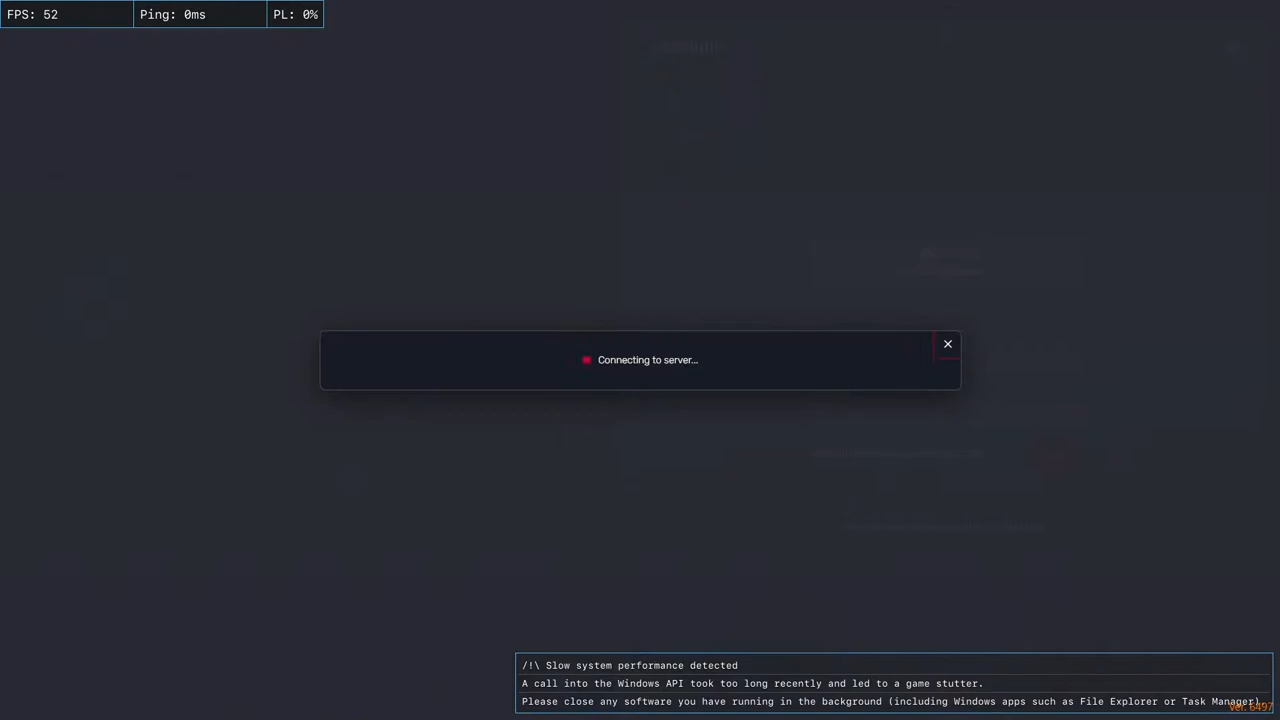 FPS: 52
Ping: 0ms
PL: 0%
Connecting to server...
/!\ Slow system performance detected
A call into the Windows API took too long recently and led to a game stutter.
Please close any software you have running in the background (including Windows apps such as File Explorer or Task Manager).
Ver. 6497